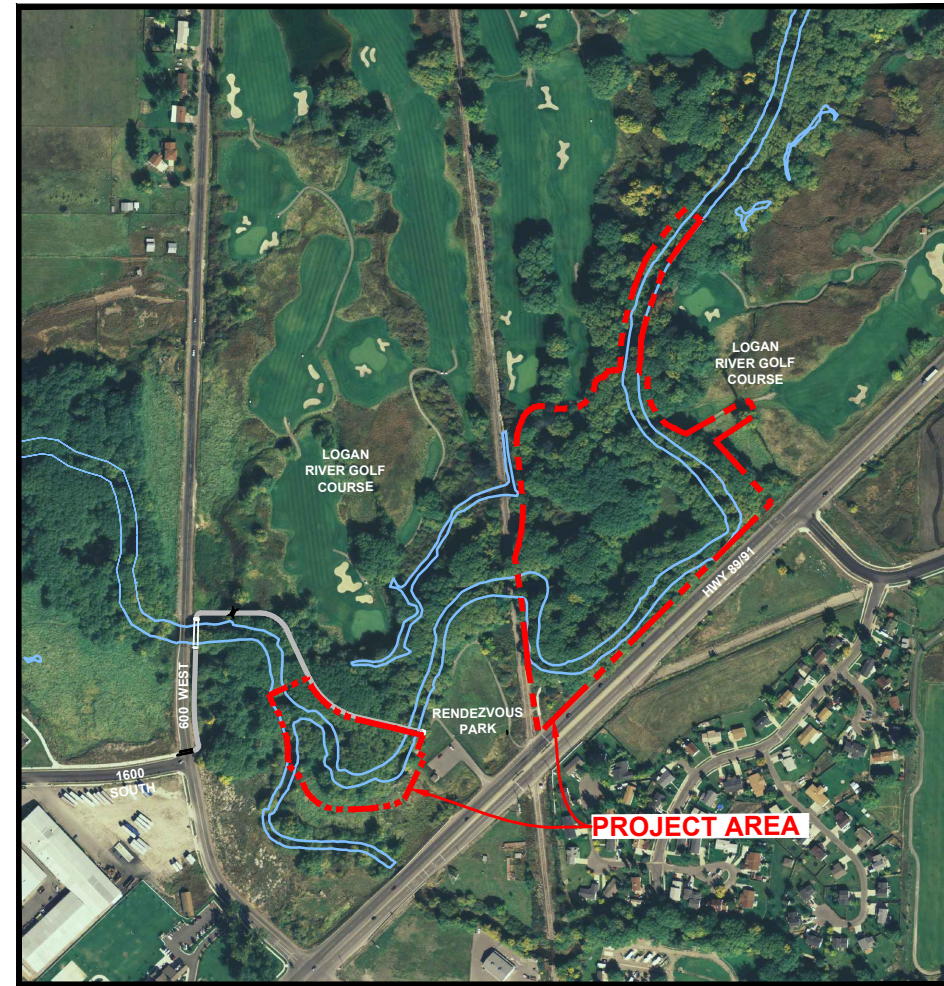 LOGAN
RIVER GOLF
COURSE
LOGAN
RIVER GOLF
COURSE
HWY 89/91
600 WEST
RENDEZVOUS
PARK
1600
SOUTH
PROJECT AREA